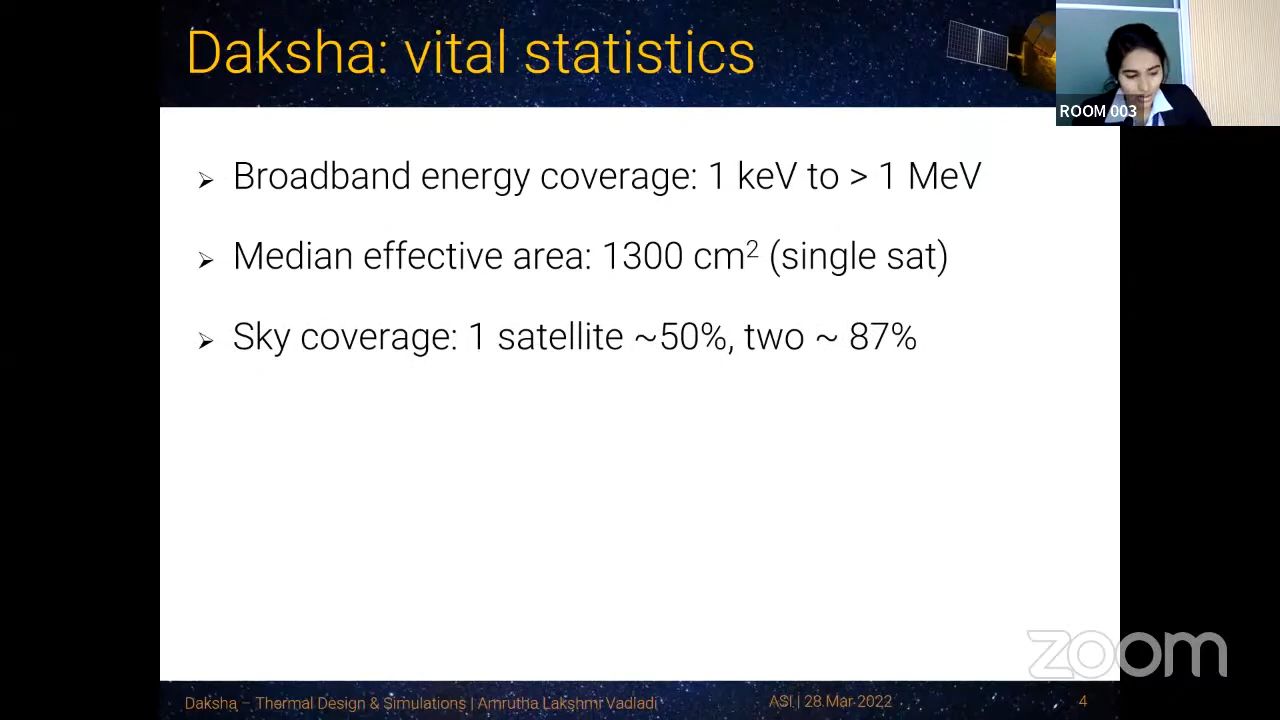 Daksha: vital statistics
ROOM 003
➢ Broadband energy coverage: 1 keV to > 1 MeV
➢ Median effective area: 1300 cm² (single sat)
➢ Sky coverage: 1 satellite ~50%, two ~ 87%
zoom
Daksha – Thermal Design & Simulations | Amrutha Lakshmi Vadladi
ASI | 28 Mar 2022
4